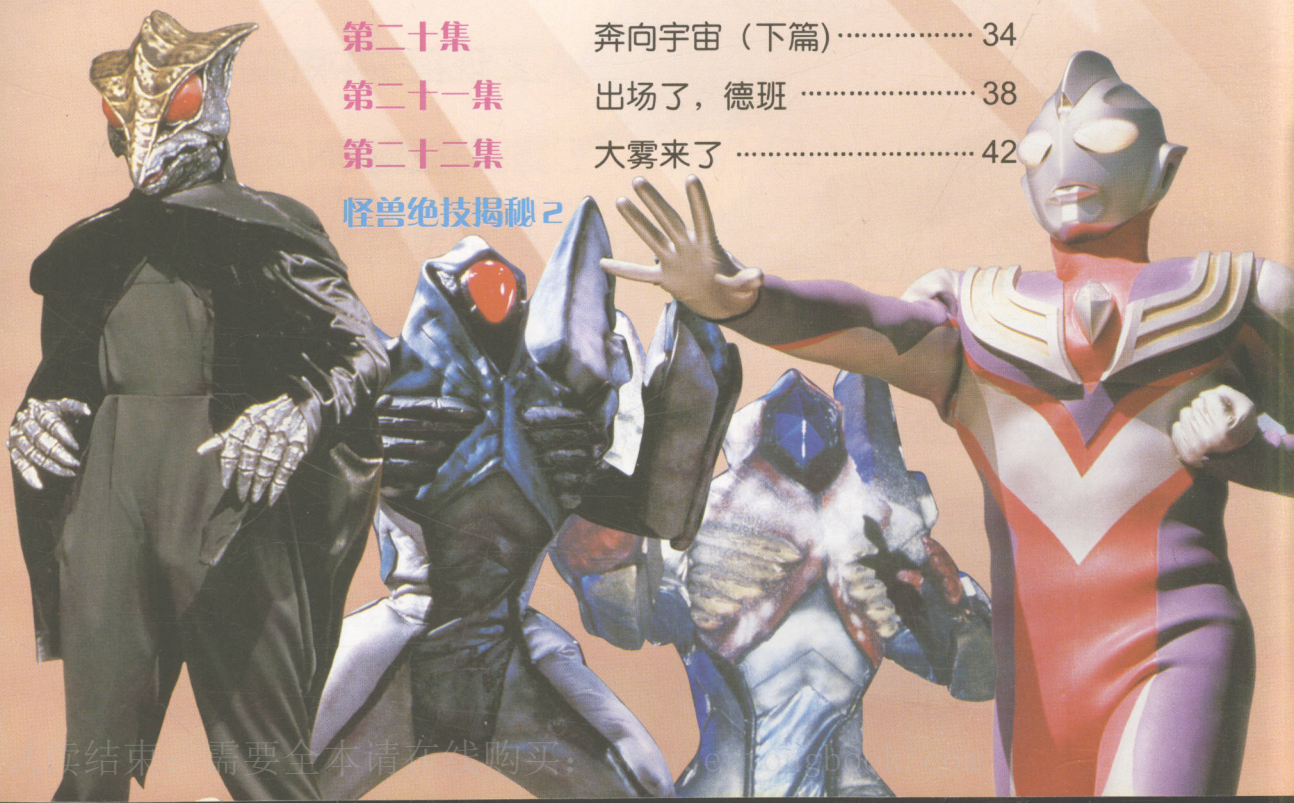 第二十集 奔向宇宙（下篇)·················· 34
第二十一集 出场了，德班 ······················ 38
第二十二集 大雾来了 ······························ 42
怪兽绝技揭秘2
读结束 需要全本请在线购买：